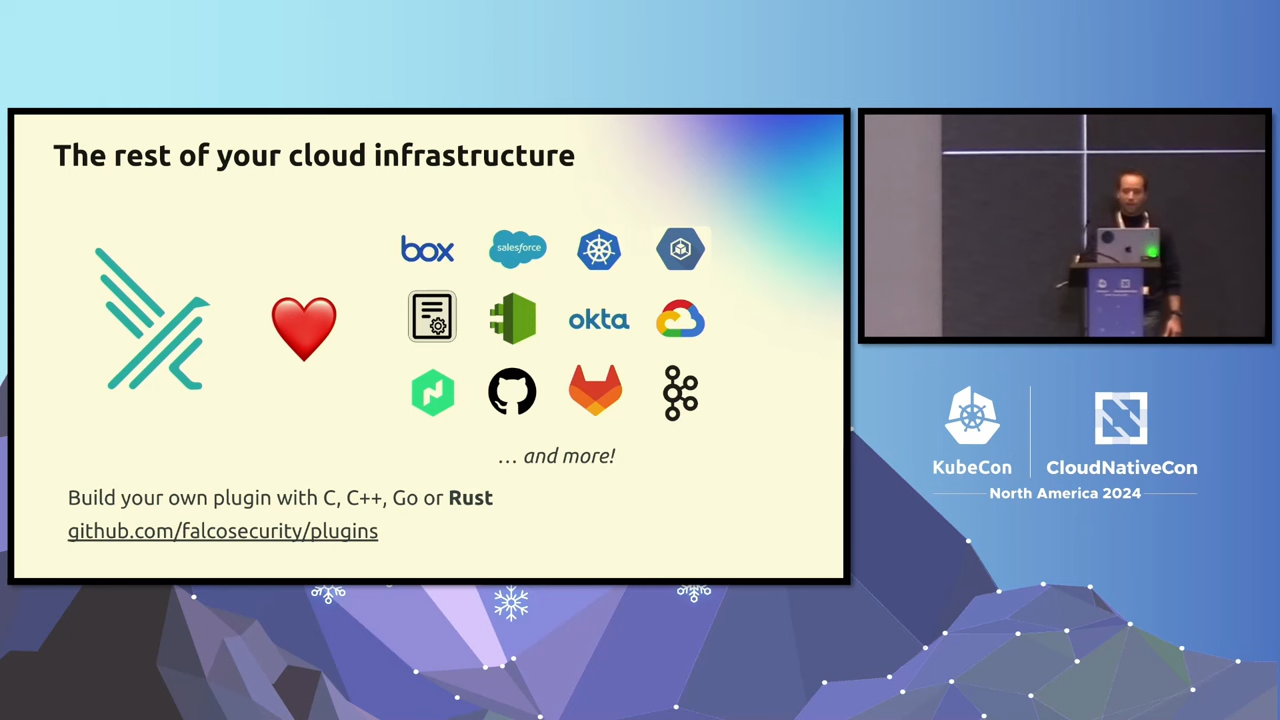 The rest of your cloud infrastructure
box
salesforce
okta
… and more!
Build your own plugin with C, C++, Go or Rust
github.com/falcosecurity/plugins
KubeCon
CloudNativeCon
North America 2024